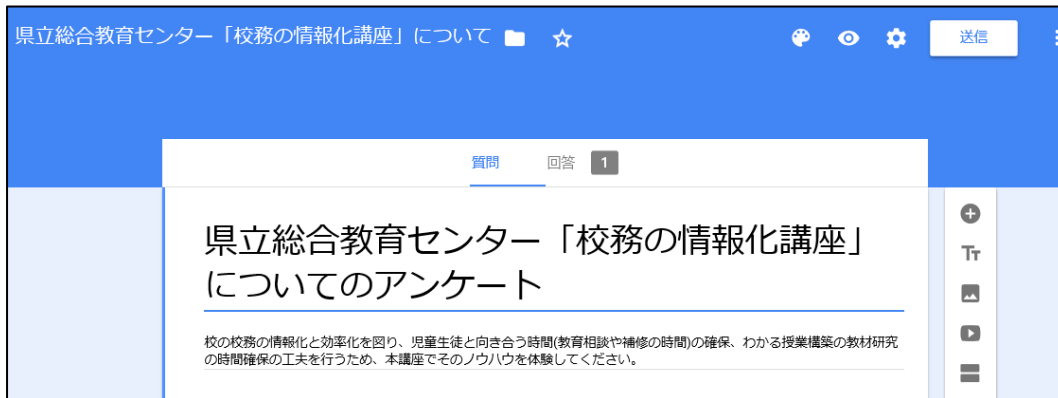 県立総合教育センター「校務の情報化講座」について
送信
質問 回答 1
県立総合教育センター「校務の情報化講座」
についてのアンケート
校の校務の情報化と効率化を図り、児童生徒と向き合う時間(教育相談や補修の時間)の確保、わかる授業構築の教材研究
の時間確保の工夫を行うため、本講座でそのノウハウを体験してください。
Tт